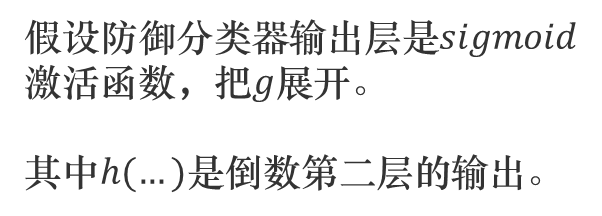 假设防御分类器输出层是sigmoid
激活函数，把g展开。
其中h(…)是倒数第二层的输出。